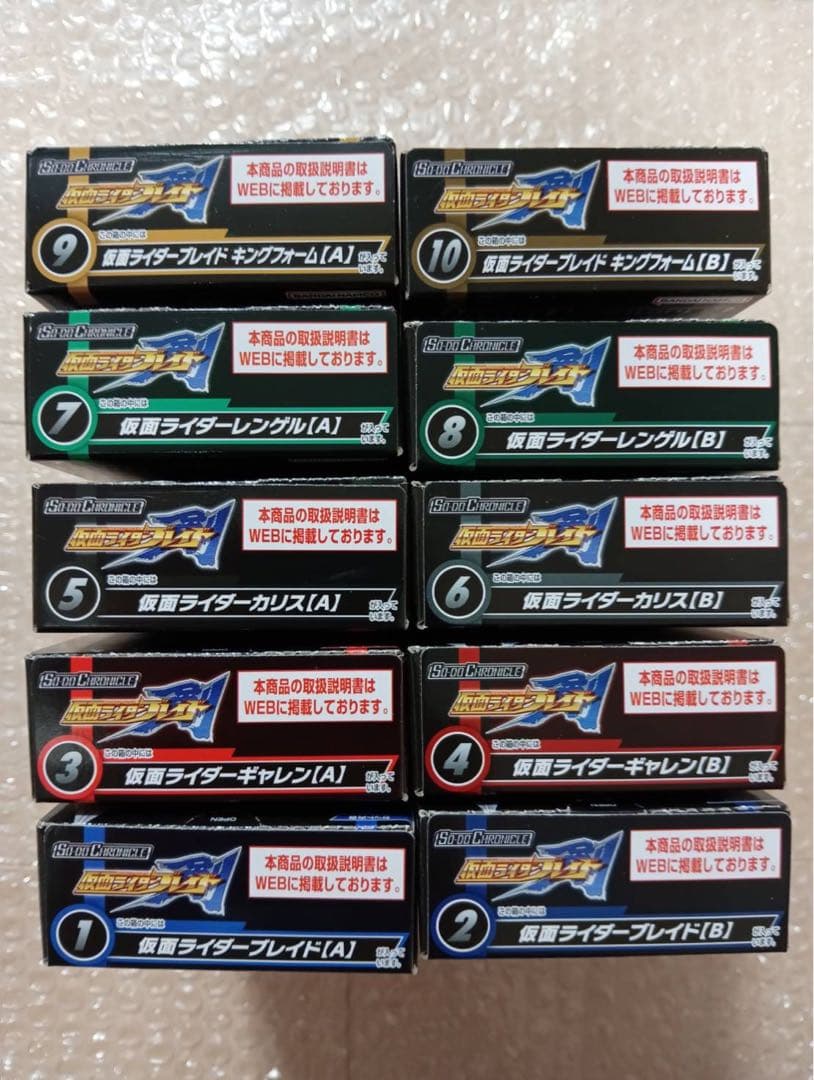 SO-DO CHRONICLE
仮面ライダーブレイド
剣
本商品の取扱説明書は
WEBに掲載しております。
9
この箱の中には
仮面ライダーブレイド キングフォーム【A】
が入って
います。
BANDAI NAMCO
SO-DO CHRONICLE
仮面ライダーブレイド
剣
本商品の取扱説明書は
WEBに掲載しております。
10
この箱の中には
仮面ライダーブレイド キングフォーム【B】
が入って
います。
SO-DO CHRONICLE
仮面ライダーブレイド
剣
本商品の取扱説明書は
WEBに掲載しております。
7
この箱の中には
仮面ライダーレンゲル【A】
が入って
います。
SO-DO CHRONICLE
仮面ライダーブレイド
剣
本商品の取扱説明書は
WEBに掲載しております。
8
この箱の中には
仮面ライダーレンゲル【B】
が入って
います。
SO-DO CHRONICLE
仮面ライダーブレイド
剣
本商品の取扱説明書は
WEBに掲載しております。
5
この箱の中には
仮面ライダーカリス【A】
が入って
います。
SO-DO CHRONICLE
仮面ライダーブレイド
剣
本商品の取扱説明書は
WEBに掲載しております。
6
この箱の中には
仮面ライダーカリス【B】
が入って
います。
SO-DO CHRONICLE
仮面ライダーブレイド
剣
本商品の取扱説明書は
WEBに掲載しております。
3
この箱の中には
仮面ライダーギャレン【A】
が入って
います。
SO-DO CHRONICLE
仮面ライダーブレイド
剣
本商品の取扱説明書は
WEBに掲載しております。
4
この箱の中には
仮面ライダーギャレン【B】
が入って
います。
OPEN
SO-DO CHRONICLE
仮面ライダーブレイド
剣
本商品の取扱説明書は
WEBに掲載しております。
1
この箱の中には
仮面ライダーブレイド【A】
が入って
います。
OPEN
SO-DO CHRONICLE
仮面ライダーブレイド
剣
本商品の取扱説明書は
WEBに掲載しております。
2
この箱の中には
仮面ライダーブレイド【B】
が入って
います。